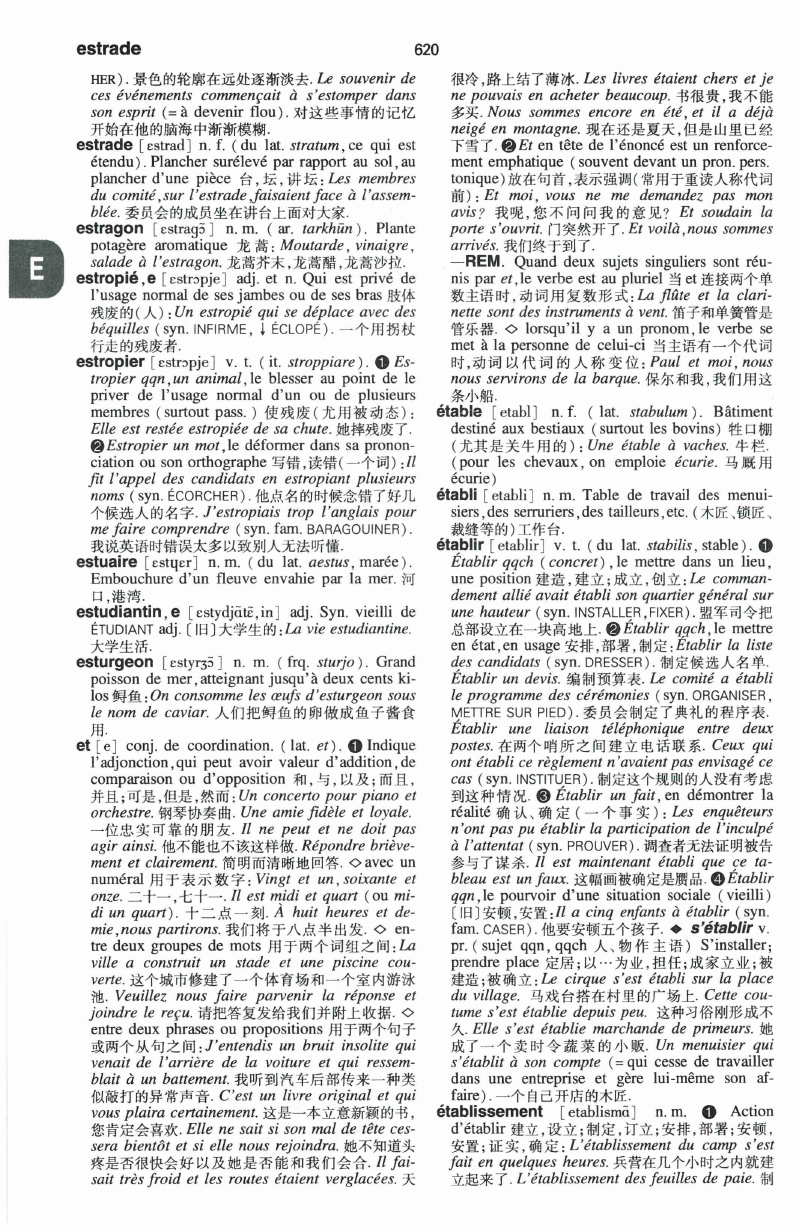 estrade
620
HER). 景色的轮廓在远处逐渐淡去. Le souvenir de
ces événements commençait à s'estomper dans
son esprit (= à devenir flou). 对这些事情的记忆
开始在他的脑海中渐渐模糊.
estrade [ɛstrad] n. f. (du lat. stratum, ce qui est
étendu). Plancher surélevé par rapport au sol, au
plancher d'une pièce 台,坛,讲坛: Les membres
du comité, sur l'estrade, faisaient face à l'assem-
blée. 委员会的成员坐在讲台上面对大家.
estragon [ɛstragɔ̃] n. m. (ar. tarkhūn). Plante
potagère aromatique 龙蒿: Moutarde, vinaigre,
salade à l'estragon. 龙蒿芥末,龙蒿醋,龙蒿沙拉.
E
estropié, e [ɛstrɔpje] adj. et n. Qui est privé de
l'usage normal de ses jambes ou de ses bras 肢体
残废的(人): Un estropié qui se déplace avec des
béquilles (syn. INFIRME, ↓ ÉCLOPÉ). 一个用拐杖
行走的残废者.
estropier [ɛstrɔpje] v. t. (it. stroppiare). ❶ Es-
tropier qqn, un animal, le blesser au point de le
priver de l'usage normal d'un ou de plusieurs
membres (surtout pass.) 使残废(尤用被动态):
Elle est restée estropiée de sa chute. 她摔残废了.
❷ Estropier un mot, le déformer dans sa pronon-
ciation ou son orthographe 写错,读错(一个词): Il
fit l'appel des candidats en estropiant plusieurs
noms (syn. ÉCORCHER). 他点名的时候念错了好几
个候选人的名字. J'estropiais trop l'anglais pour
me faire comprendre (syn. fam. BARAGOUINER).
我说英语时错误太多以致别人无法听懂.
estuaire [ɛstɥɛr] n. m. (du lat. aestus, marée).
Embouchure d'un fleuve envahie par la mer. 河
口,港湾.
estudiantin, e [ɛstydjɑ̃tɛ̃, in] adj. Syn. vieilli de
ÉTUDIANT adj. [旧]大学生的: La vie estudiantine.
大学生活.
esturgeon [ɛstyrʒɔ̃] n. m. (frq. sturjo). Grand
poisson de mer, atteignant jusqu'à deux cents ki-
los 鲟鱼: On consomme les œufs d'esturgeon sous
le nom de caviar. 人们把鲟鱼的卵做成鱼子酱食
用.
et [e] conj. de coordination. (lat. et). ❶ Indique
l'adjonction, qui peut avoir valeur d'addition, de
comparaison ou d'opposition 和,与,以及;而且,
并且;可是,但是,然而: Un concerto pour piano et
orchestre. 钢琴协奏曲. Une amie fidèle et loyale.
一位忠实可靠的朋友. Il ne peut et ne doit pas
agir ainsi. 他不能也不该这样做. Répondre briève-
ment et clairement. 简明而清晰地回答. ◇ avec un
numéral 用于表示数字: Vingt et un, soixante et
onze. 二十一,七十一. Il est midi et quart (ou mi-
di un quart). 十二点一刻. À huit heures et de-
mie, nous partirons. 我们将于八点半出发. ◇ en-
tre deux groupes de mots 用于两个词组之间: La
ville a construit un stade et une piscine cou-
verte. 这个城市修建了一个体育场和一个室内游泳
池. Veuillez nous faire parvenir la réponse et
joindre le reçu. 请把答复发给我们并附上收据. ◇
entre deux phrases ou propositions 用于两个句子
或两个从句之间: J'entendis un bruit insolite qui
venait de l'arrière de la voiture et qui ressem-
blait à un battement. 我听到汽车后部传来一种类
似敲打的异常声音. C'est un livre original et qui
vous plaira certainement. 这是一本立意新颖的书,
您肯定会喜欢. Elle ne sait si son mal de tête ces-
sera bientôt et si elle nous rejoindra. 她不知道头
疼是否很快会好以及她是否能和我们会合. Il fai-
sait très froid et les routes étaient verglacées. 天
很冷,路上结了薄冰. Les livres étaient chers et je
ne pouvais en acheter beaucoup. 书很贵,我不能
多买. Nous sommes encore en été, et il a déjà
neigé en montagne. 现在还是夏天,但是山里已经
下雪了. ❷ Et en tête de l'énoncé est un renforce-
ment emphatique (souvent devant un pron. pers.
tonique) 放在句首,表示强调(常用于重读人称代词
前): Et moi, vous ne me demandez pas mon
avis? 我呢,您不问问我的意见? Et soudain la
porte s'ouvrit. 门突然开了. Et voilà, nous sommes
arrivés. 我们终于到了.
—REM. Quand deux sujets singuliers sont réu-
nis par et, le verbe est au pluriel 当 et 连接两个单
数主语时,动词用复数形式: La flûte et la clari-
nette sont des instruments à vent. 笛子和单簧管是
管乐器. ◇ lorsqu'il y a un pronom, le verbe se
met à la personne de celui-ci 当主语有一个代词
时,动词以代词的人称变位: Paul et moi, nous
nous servirons de la barque. 保尔和我,我们用这
条小船.
étable [etabl] n. f. (lat. stabulum). Bâtiment
destiné aux bestiaux (surtout les bovins) 牲口棚
(尤其是关牛用的): Une étable à vaches. 牛栏.
(pour les chevaux, on emploie écurie. 马厩用
écurie)
établi [etabli] n. m. Table de travail des menui-
siers, des serruriers, des tailleurs, etc. (木匠、锁匠、
裁缝等的)工作台.
établir [etablir] v. t. (du lat. stabilis, stable). ❶
Établir qqch (concret), le mettre dans un lieu,
une position 建造,建立;成立,创立: Le comman-
dement allié avait établi son quartier général sur
une hauteur (syn. INSTALLER, FIXER). 盟军司令把
总部设立在一块高地上. ❷ Établir qqch, le mettre
en état, en usage 安排,部署,制定: Établir la liste
des candidats (syn. DRESSER). 制定候选人名单.
Établir un devis. 编制预算表. Le comité a établi
le programme des cérémonies (syn. ORGANISER,
METTRE SUR PIED). 委员会制定了典礼的程序表.
Établir une liaison téléphonique entre deux
postes. 在两个哨所之间建立电话联系. Ceux qui
ont établi ce règlement n'avaient pas envisagé ce
cas (syn. INSTITUER). 制定这个规则的人没有考虑
到这种情况. ❸ Établir un fait, en démontrer la
réalité 确认、确定(一个事实): Les enquêteurs
n'ont pas pu établir la participation de l'inculpé
à l'attentat (syn. PROUVER). 调查者无法证明被告
参与了谋杀. Il est maintenant établi que ce ta-
bleau est un faux. 这幅画被确定是赝品. ❹ Établir
qqn, le pourvoir d'une situation sociale (vieilli)
[旧]安顿,安置: Il a cinq enfants à établir (syn.
fam. CASER). 他要安顿五个孩子. ◆ s'établir v.
pr. (sujet qqn, qqch 人、物作主语) S'installer;
prendre place 定居;以…为业,担任;成家立业;被
建造;被确立: Le cirque s'est établi sur la place
du village. 马戏台搭在村里的广场上. Cette cou-
tume s'est établie depuis peu. 这种习俗刚形成不
久. Elle s'est établie marchande de primeurs. 她
成了一个卖时令蔬菜的小贩. Un menuisier qui
s'établit à son compte (= qui cesse de travailler
dans une entreprise et gère lui-même son af-
faire). 一个自己开店的木匠.
établissement [etablismɑ̃] n. m. ❶ Action
d'établir 建立,设立;制定,订立;安排,部署;安顿,
安置;证实,确定: L'établissement du camp s'est
fait en quelques heures. 兵营在几个小时之内就建
立起来了. L'établissement des feuilles de paie. 制